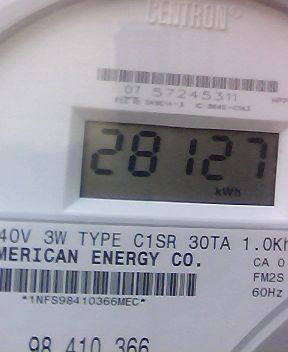 CENTRON®
07 57245311
28127
kWh
40V 3W TYPE C1SR 30TA 1.0Kh
MERICAN ENERGY CO.
CA 0
FM2S
60Hz
*1NFS98410366MEC*
98 410 366